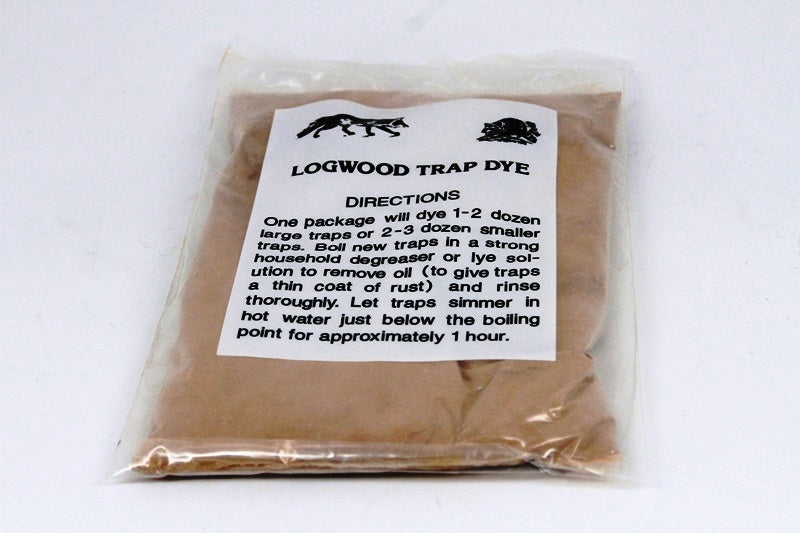 LOGWOOD TRAP DYE
DIRECTIONS
One package will dye 1-2 dozen
large traps or 2-3 dozen smaller
traps. Boil new traps in a strong
household degreaser or lye sol-
ution to remove oil (to give traps
a thin coat of rust) and rinse
thoroughly. Let traps simmer in
hot water just below the boiling
point for approximately 1 hour.